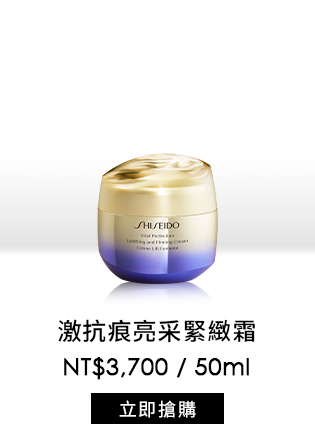 SHISEIDO
Vital Perfection
Uplifting and Firming Cream
Crème Lift Fermeté
激抗痕亮采緊緻霜
NT$3,700 / 50ml
立即搶購